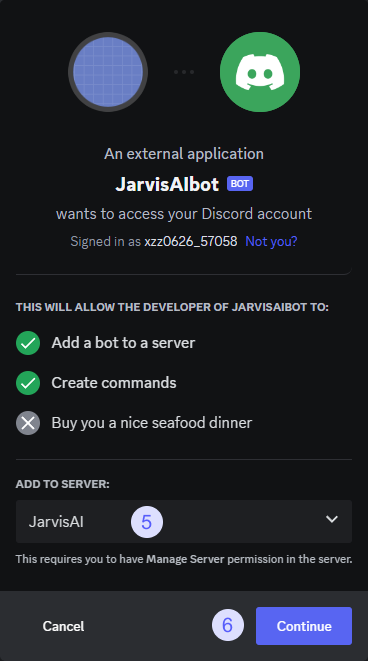 An external application
JarvisAIbot BOT
wants to access your Discord account
Signed in as xzz0626_57058 Not you?
THIS WILL ALLOW THE DEVELOPER OF JARVISAIBOT TO:
Add a bot to a server
Create commands
Buy you a nice seafood dinner
ADD TO SERVER:
JarvisAI 5
This requires you to have Manage Server permission in the server.
Cancel 6 Continue